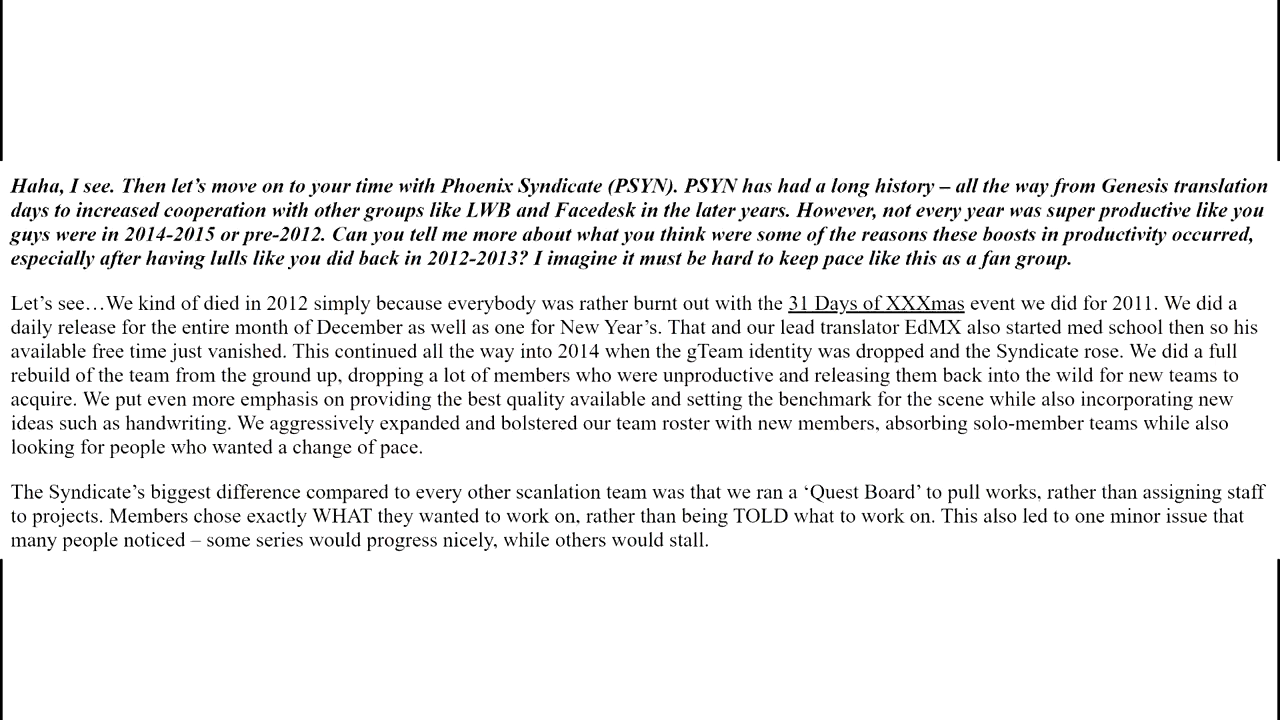 Haha, I see. Then let’s move on to your time with Phoenix Syndicate (PSYN). PSYN has had a long history – all the way from Genesis translation
days to increased cooperation with other groups like LWB and Facedesk in the later years. However, not every year was super productive like you
guys were in 2014-2015 or pre-2012. Can you tell me more about what you think were some of the reasons these boosts in productivity occurred,
especially after having lulls like you did back in 2012-2013? I imagine it must be hard to keep pace like this as a fan group.
Let’s see…We kind of died in 2012 simply because everybody was rather burnt out with the 31 Days of XXXmas event we did for 2011. We did a
daily release for the entire month of December as well as one for New Year’s. That and our lead translator EdMX also started med school then so his
available free time just vanished. This continued all the way into 2014 when the gTeam identity was dropped and the Syndicate rose. We did a full
rebuild of the team from the ground up, dropping a lot of members who were unproductive and releasing them back into the wild for new teams to
acquire. We put even more emphasis on providing the best quality available and setting the benchmark for the scene while also incorporating new
ideas such as handwriting. We aggressively expanded and bolstered our team roster with new members, absorbing solo-member teams while also
looking for people who wanted a change of pace.
The Syndicate’s biggest difference compared to every other scanlation team was that we ran a ‘Quest Board’ to pull works, rather than assigning staff
to projects. Members chose exactly WHAT they wanted to work on, rather than being TOLD what to work on. This also led to one minor issue that
many people noticed – some series would progress nicely, while others would stall.